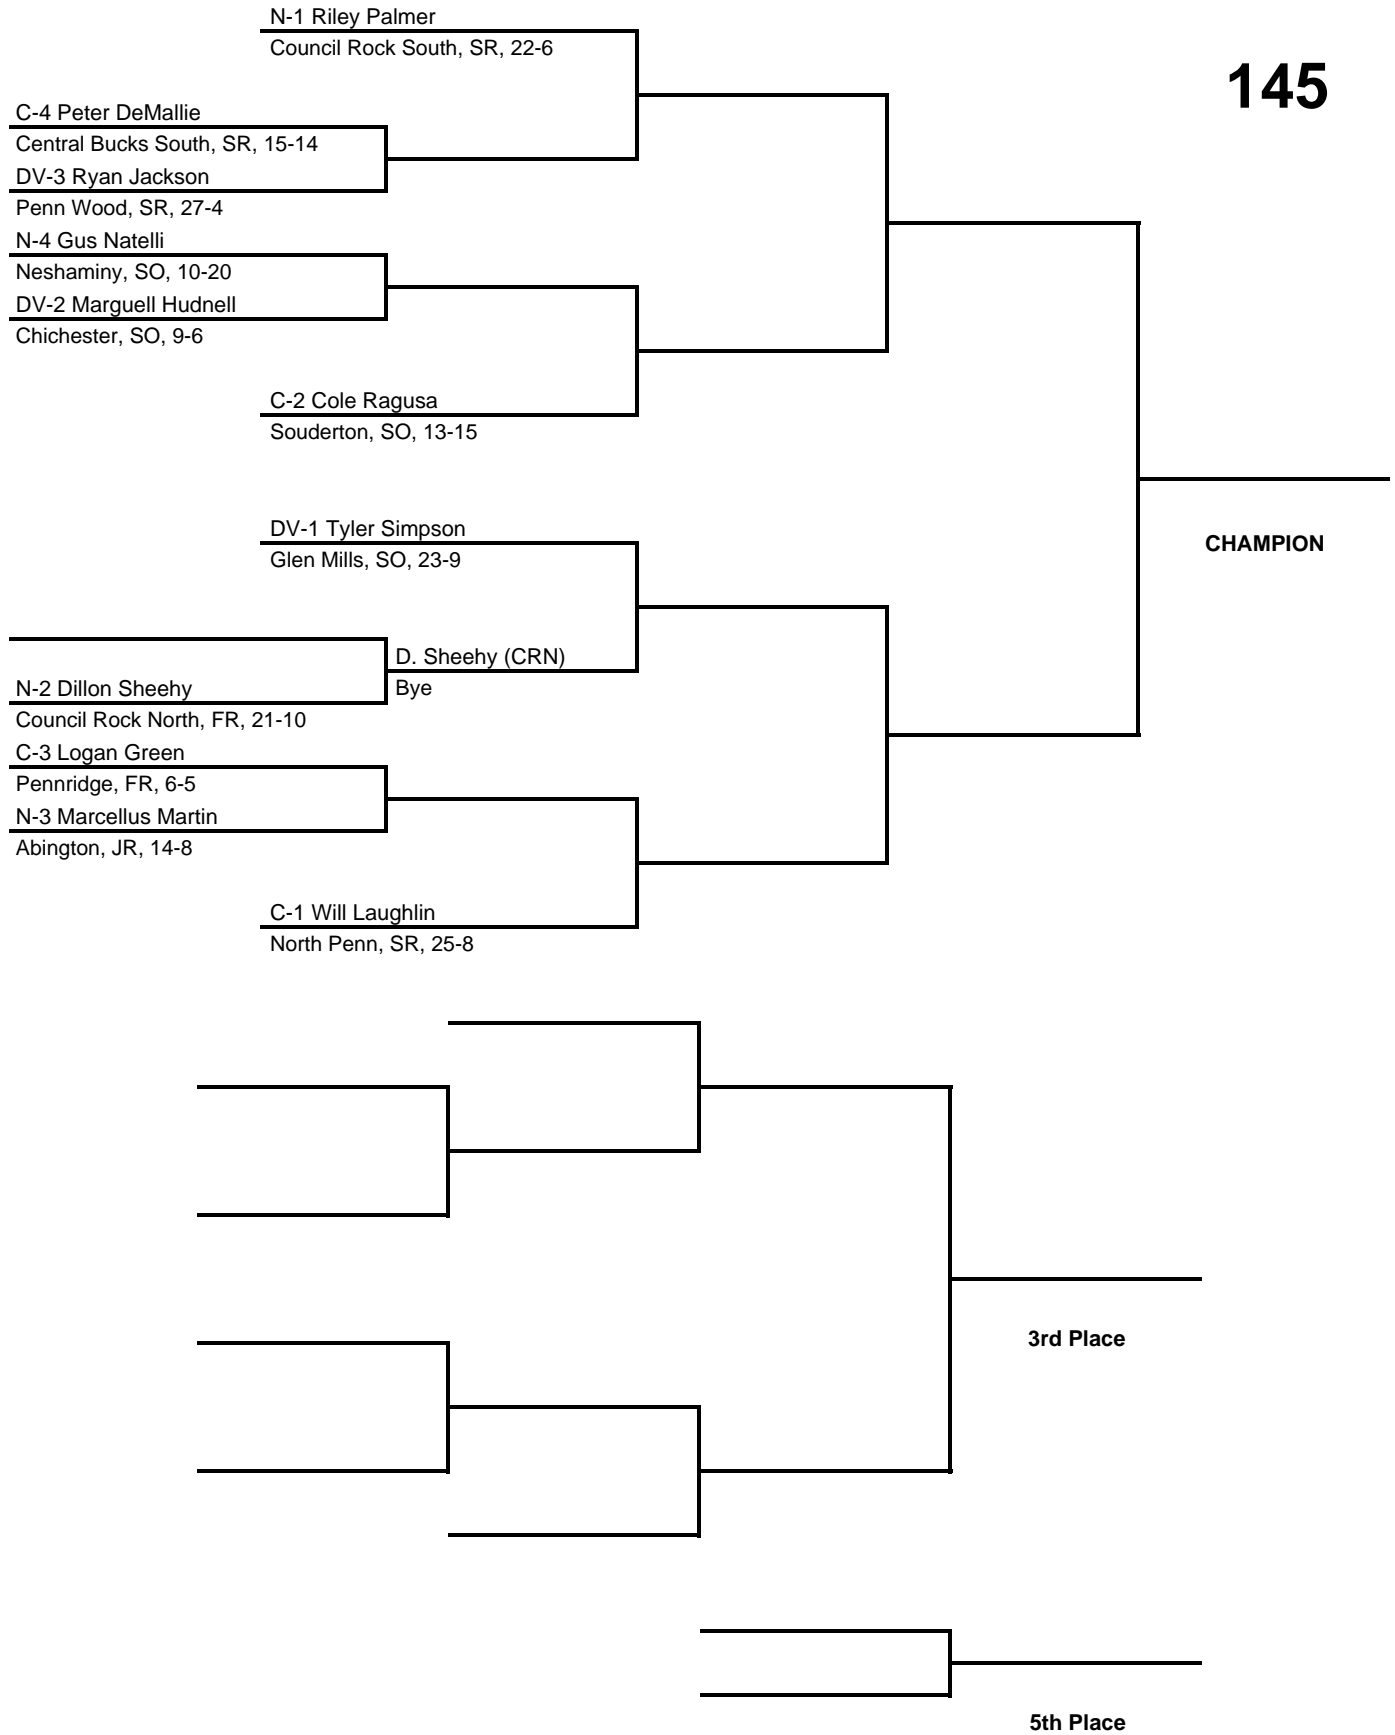 N-1 Riley Palmer
Council Rock South, SR, 22-6
145
C-4 Peter DeMallie
Central Bucks South, SR, 15-14
DV-3 Ryan Jackson
Penn Wood, SR, 27-4
N-4 Gus Natelli
Neshaminy, SO, 10-20
DV-2 Marguell Hudnell
Chichester, SO, 9-6
C-2 Cole Ragusa
Souderton, SO, 13-15
DV-1 Tyler Simpson
Glen Mills, SO, 23-9
CHAMPION
D. Sheehy (CRN)
Bye
N-2 Dillon Sheehy
Council Rock North, FR, 21-10
C-3 Logan Green
Pennridge, FR, 6-5
N-3 Marcellus Martin
Abington, JR, 14-8
C-1 Will Laughlin
North Penn, SR, 25-8
3rd Place
5th Place